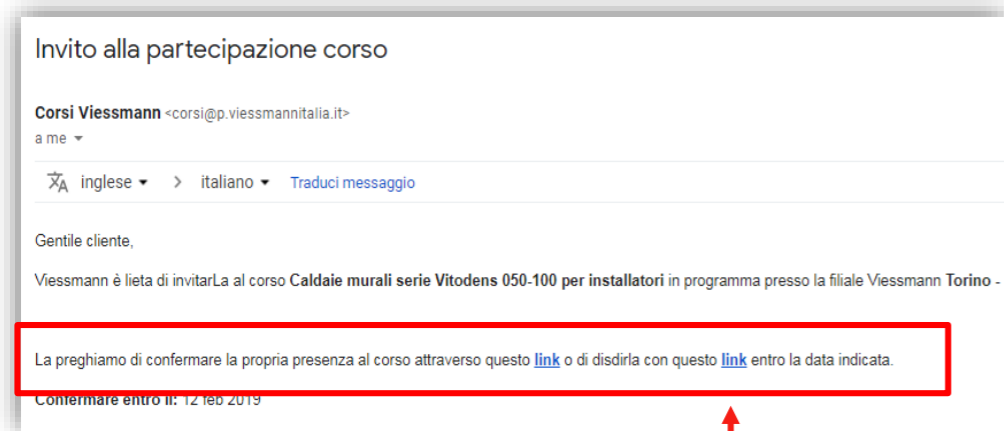 Invito alla partecipazione corso
Corsi Viessmann <corsi@p.viessmannitalia.it>
a me
inglese > italiano Traduci messaggio
Gentile cliente,
Viessmann è lieta di invitarLa al corso Caldaie murali serie Vitodens 050-100 per installatori in programma presso la filiale Viessmann Torino -
La preghiamo di confermare la propria presenza al corso attraverso questo link o di disdirla con questo link entro la data indicata.
Confermare entro il: 12 feb 2019